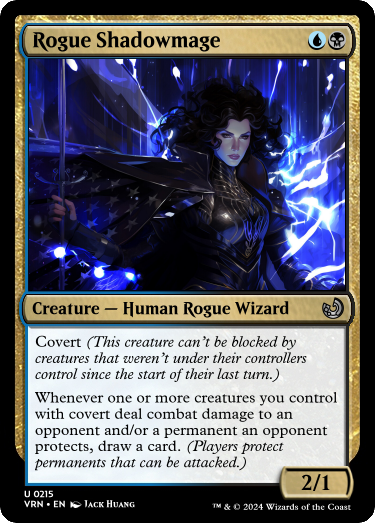 Rogue Shadowmage
Creature — Human Rogue Wizard
Covert (This creature can't be blocked by
creatures that weren't under their controllers
control since the start of their last turn.)
Whenever one or more creatures you control
with covert deal combat damage to an
opponent and/or a permanent an opponent
protects, draw a card. (Players protect
permanents that can be attacked.)
2/1
U 0215
VRN • EN Jack Huang
™ & © 2024 Wizards of the Coast